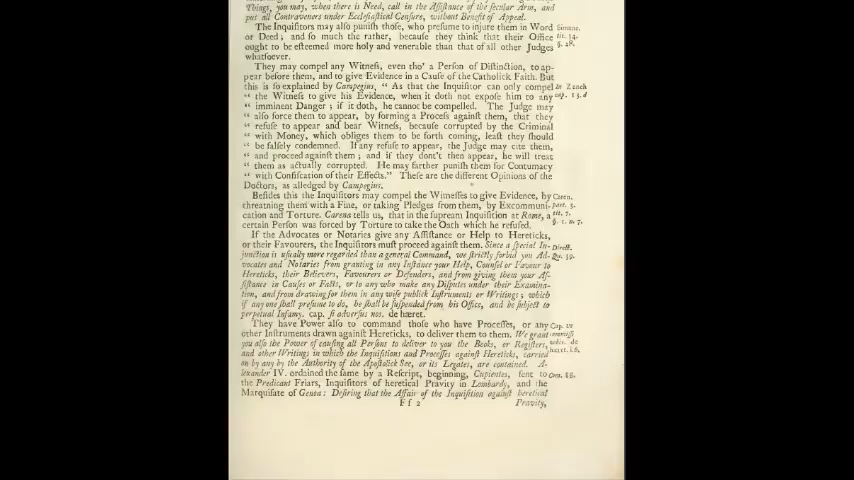 Things, you may, when there is Need, call in the Aſſiſtance of the ſecular Arm, and
put all Contraveners under Eccleſiaſtical Cenſure, without Benefit of Appeal.
The Inquiſitors may alſo puniſh thoſe, who preſume to injure them in Word Simanc.
or Deed; and ſo much the rather, becauſe they think that their Office tit. 34.
ought to be eſteemed more holy and venerable than that of all other Judges §. 28.
whatſoever.
They may compel any Witneſs, even tho' a Perſon of Diſtinction, to ap-
pear before them, and to give Evidence in a Cauſe of the Catholick Faith. But
this is ſo explained by Campegius, “ As that the Inquiſitor can only compel In Zench
“ the Witneſs to give his Evidence, when it doth not expoſe him to any cap. 13.
“ imminent Danger; if it doth, he cannot be compelled. The Judge may
“ alſo force them to appear, by forming a Proceſs againſt them, that they
“ refuſe to appear and bear Witneſs, becauſe corrupted by the Criminal
“ with Money, which obliges them to be forth coming, leaſt they ſhould
“ be falſely condemned. If any refuſe to appear, the Judge may cite them,
“ and proceed againſt them; and if they dont't then appear, he will treat
“ them as actually corrupted. He may farther puniſh them for Contumacy
“ with Confiſcation of their Effects.” Theſe are the different Opinions of the
Doctors, as alledged by Campegius.
Beſides this the Inquiſitors may compel the Witneſſes to give Evidence, by Caren.
threatning them with a Fine, or taking Pledges from them, by Excommuni- part. 3.
cation and Torture. Carena tells us, that in the ſupream Inquiſition at Rome, a tit. 7.
certain Perſon was forced by Torture to take the Oath which he refuſed. §. 1. n. 7.
If the Advocates or Notaries give any Aſſiſtance or Help to Hereticks,
or their Favourers, the Inquiſitors muſt proceed againſt them. Since a ſpecial In- Direct.
junction is uſually more regarded than a general Command, we ſtrictly forbid you Ad- Qu. 39.
vocates and Notaries from granting in any Inſtance your Help, Counſel or Favour to
Hereticks, their Believers, Favourers or Defenders, and from giving them your Aſ-
ſiſtance in Cauſes or Facts, or to any who make any Diſputes under their Examina-
tion, and from drawing for them in any wiſe publick Inſtruments or Writings; which
if any one ſhall preſume to do, he ſhall be ſuſpended from his Office, and be ſubject to
perpetual Infamy. cap. ſi adverſus nos. de hæret.
They have Power alſo to command thoſe who have Proceſſes, or any Cap. ut
other Inſtruments drawn againſt Hereticks, to deliver them to them. We grant
you alſo the Power of cauſing all Perſons to deliver to you the Books, or Regiſters,
and other Writings in which the Inquiſitions and Proceſſes againſt Hereticks, carried hæret. l. 6.
on by any by the Authority of the Apoſtolick See, or its Legates, are contained. A-
lexander IV. ordained the ſame by a Reſcript, beginning, Cupientes, ſent to
the Predicant Friars, Inquiſitors of heretical Pravity in Lombardy, and the
Marquiſate of Genoa: Deſiring that the Affair of the Inquiſition againſt heretical
F f 2 Pravity,